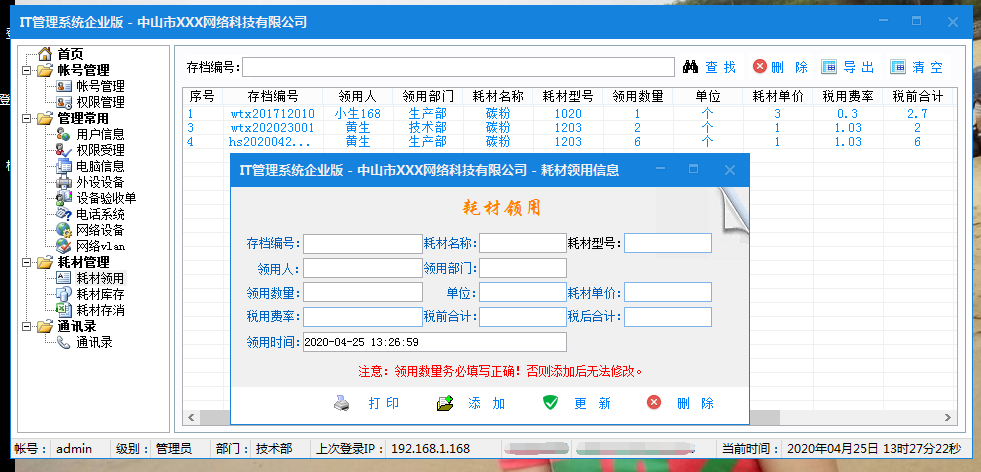 IT管理系统企业版 - 中山市XXX网络科技有限公司
首页
帐号管理
帐号管理
权限管理
管理常用
用户信息
权限受理
电脑信息
外设设备
设备验收单
电话系统
网络设备
网络vlan
耗材管理
耗材领用
耗材库存
耗材存消
通讯录
通讯录
存档编号: 查 找 删 除 导 出 清 空
序号 存档编号 领用人 领用部门 耗材名称 耗材型号 领用数量 单位 耗材单价 税用费率 税前合计
1 wtx201712010 小生168 生产部 碳粉 1020 1 个 3 0.3 2.7
3 wtx202023001 黄生 技术部 碳粉 1203 2 个 1 1.03 2
4 hs2020042... 黄生 生产部 碳粉 1203 6 个 1 1.03 6
IT管理系统企业版 - 中山市XXX网络科技有限公司 - 耗材领用信息
耗材领用
存档编号: 耗材名称: 耗材型号:
领用人: 领用部门:
领用数量: 单位: 耗材单价:
税用费率: 税前合计: 税后合计:
领用时间: 2020-04-25 13:26:59
注意: 领用数量务必填写正确! 否则添加后无法修改。
打 印 添 加 更 新 删 除
帐号: admin 级别: 管理员 部门: 技术部 上次登录IP: 192.168.1.168 当前时间: 2020年04月25日 13时27分22秒